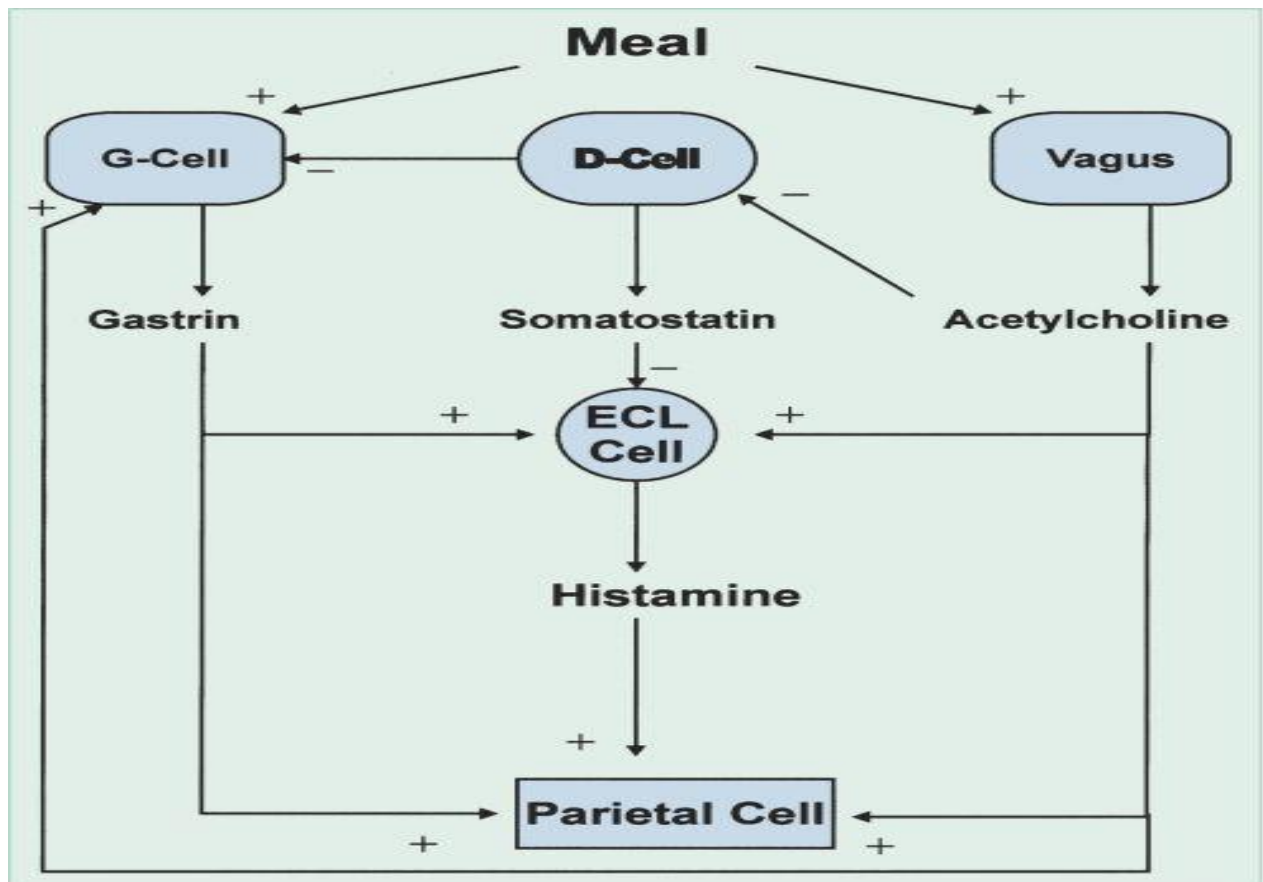 Meal
+
+
G-Cell
D-Cell
Vagus
−
−
+
Gastrin
Somatostatin
Acetylcholine
−
+
ECL
Cell
+
Histamine
+
Parietal Cell
+
+